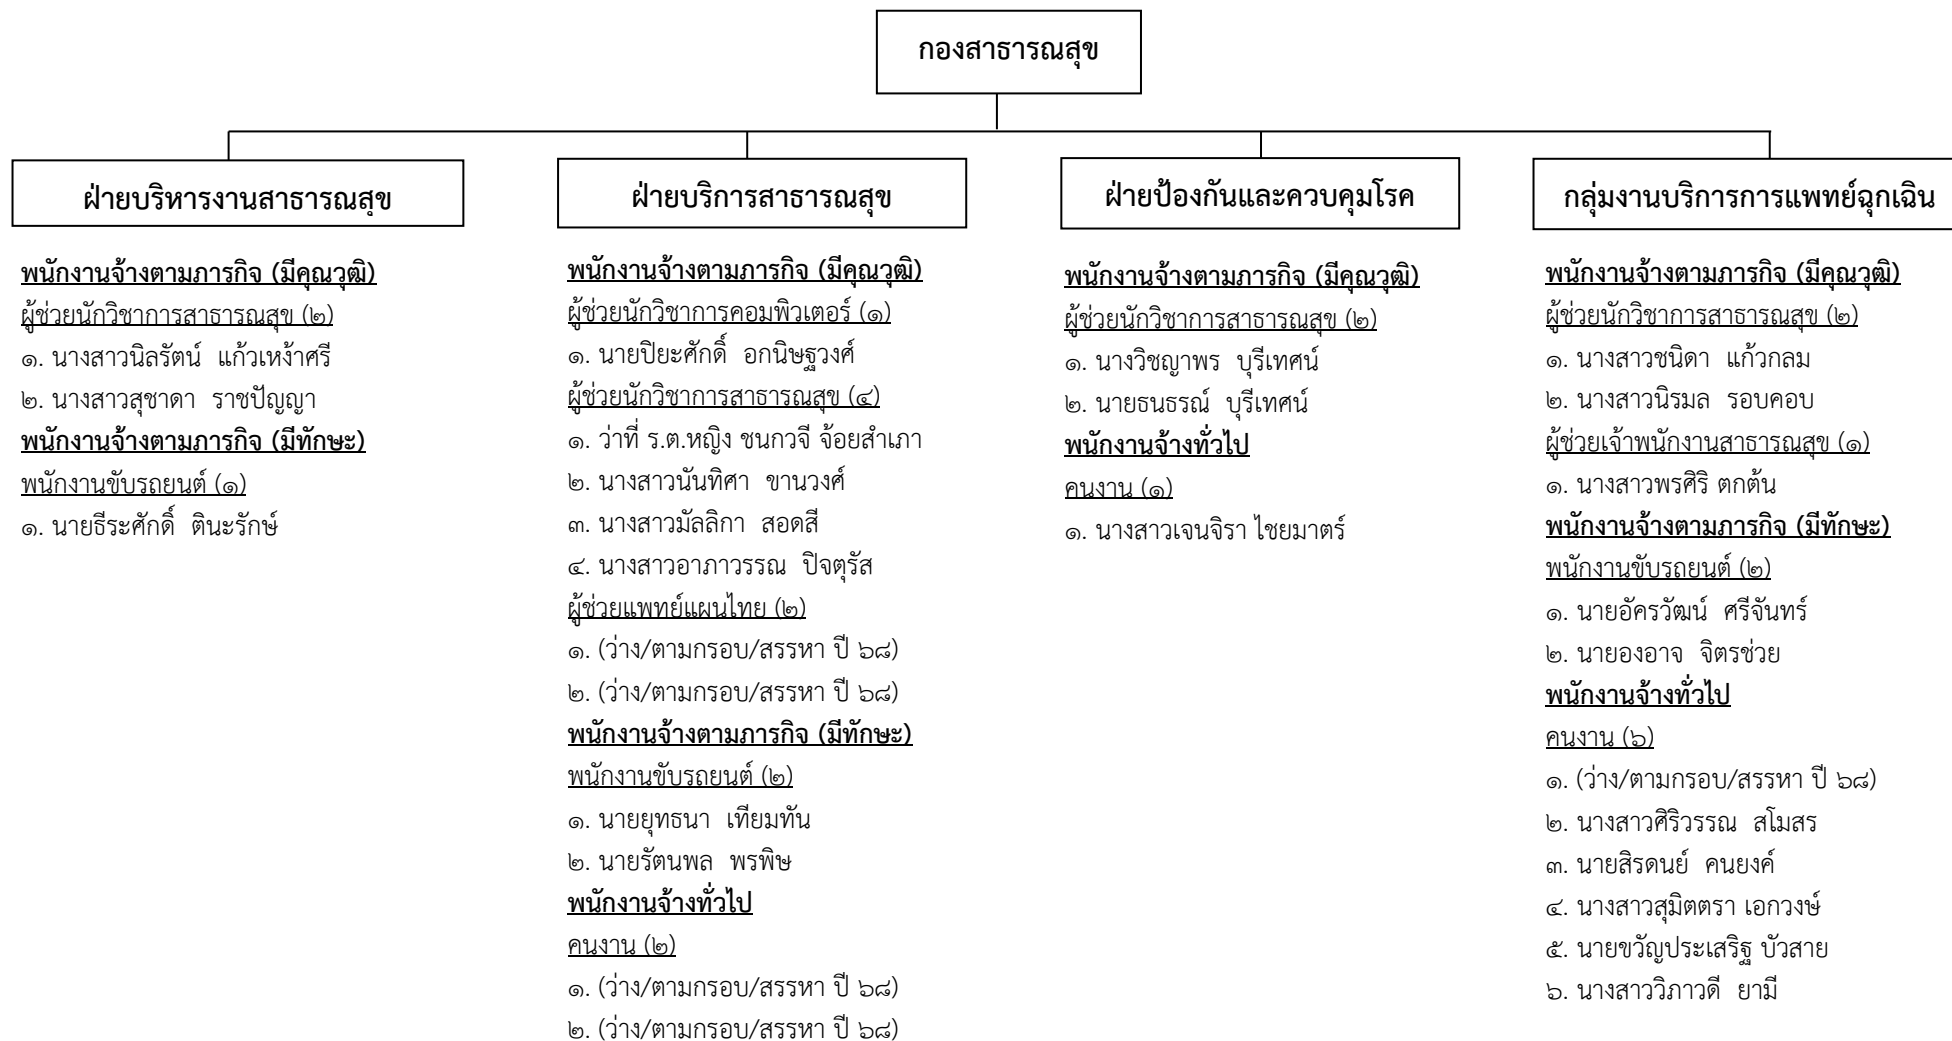 กองสาธารณสุข
ฝ่ายบริหารงานสาธารณสุข
พนักงานจ้างตามภารกิจ (มีคุณวุฒิ)
ผู้ช่วยนักวิชาการสาธารณสุข (๒)
๑. นางสาวนิลรัตน์ แก้วเหง้าศรี
๒. นางสาวสุชาดา ราชปัญญา
พนักงานจ้างตามภารกิจ (มีทักษะ)
พนักงานขับรถยนต์ (๑)
๑. นายธีระศักดิ์ ตินะรักษ์
ฝ่ายบริการสาธารณสุข
พนักงานจ้างตามภารกิจ (มีคุณวุฒิ)
ผู้ช่วยนักวิชาการคอมพิวเตอร์ (๑)
๑. นายปิยะศักดิ์ อกนิษฐวงศ์
ผู้ช่วยนักวิชาการสาธารณสุข (๔)
๑. ว่าที่ ร.ต.หญิง ชนกวจี จ้อยสำเภา
๒. นางสาวนันทิศา ขานวงศ์
๓. นางสาวมัลลิกา สอดสี
๔. นางสาวอาภาวรรณ ปิจตุรัส
ผู้ช่วยแพทย์แผนไทย (๒)
๑. (ว่าง/ตามกรอบ/สรรหา ปี ๖๘)
๒. (ว่าง/ตามกรอบ/สรรหา ปี ๖๘)
พนักงานจ้างตามภารกิจ (มีทักษะ)
พนักงานขับรถยนต์ (๒)
๑. นายยุทธนา เทียมทัน
๒. นายรัตนพล พรพิษ
พนักงานจ้างทั่วไป
คนงาน (๒)
๑. (ว่าง/ตามกรอบ/สรรหา ปี ๖๘)
๒. (ว่าง/ตามกรอบ/สรรหา ปี ๖๘)
ฝ่ายป้องกันและควบคุมโรค
พนักงานจ้างตามภารกิจ (มีคุณวุฒิ)
ผู้ช่วยนักวิชาการสาธารณสุข (๒)
๑. นางวิชญาพร บุรีเทศน์
๒. นายธนธรณ์ บุรีเทศน์
พนักงานจ้างทั่วไป
คนงาน (๑)
๑. นางสาวเจนจิรา ไชยมาตร์
กลุ่มงานบริการการแพทย์ฉุกเฉิน
พนักงานจ้างตามภารกิจ (มีคุณวุฒิ)
ผู้ช่วยนักวิชาการสาธารณสุข (๒)
๑. นางสาวชนิดา แก้วกลม
๒. นางสาวนิรมล รอบคอบ
ผู้ช่วยเจ้าพนักงานสาธารณสุข (๑)
๑. นางสาวพรศิริ ตกต้น
พนักงานจ้างตามภารกิจ (มีทักษะ)
พนักงานขับรถยนต์ (๒)
๑. นายอัครวัฒน์ ศรีจันทร์
๒. นายองอาจ จิตรช่วย
พนักงานจ้างทั่วไป
คนงาน (๖)
๑. (ว่าง/ตามกรอบ/สรรหา ปี ๖๘)
๒. นางสาวศิริวรรณ สโมสร
๓. นายสิรดนย์ คนยงค์
๔. นางสาวสุมิตตรา เอกวงษ์
๕. นายขวัญประเสริฐ บัวสาย
๖. นางสาววิภาวดี ยามี